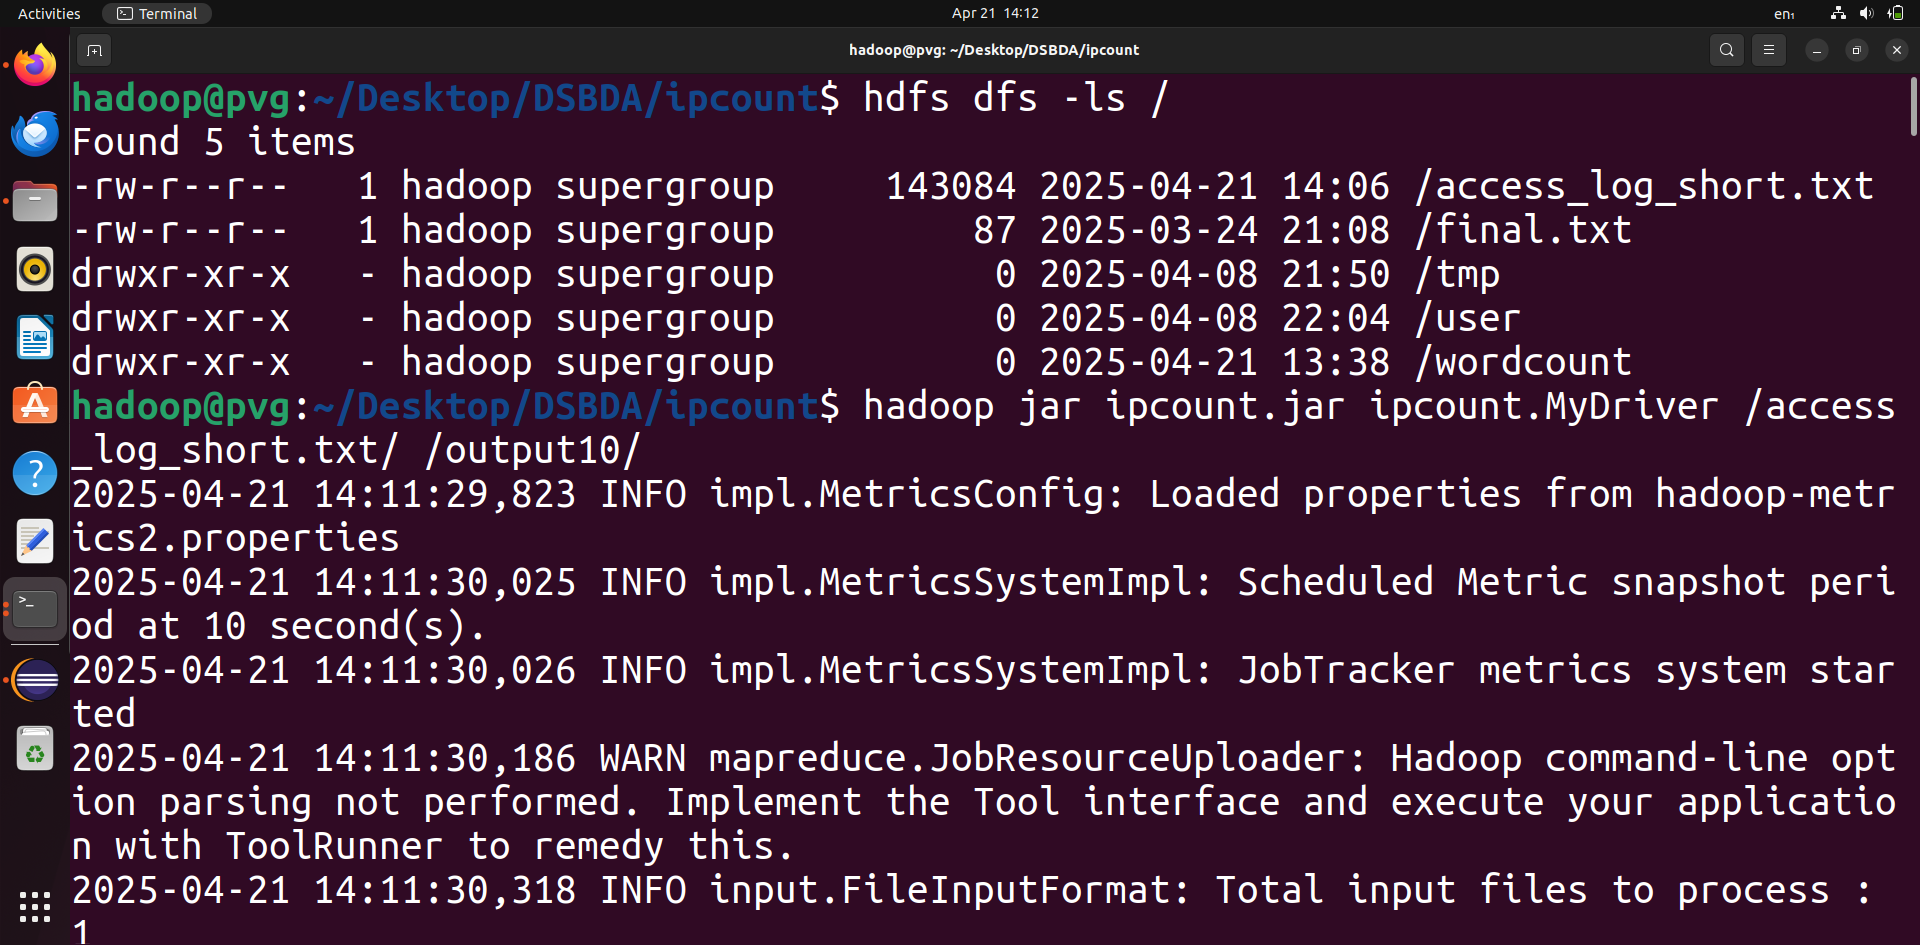 Activities
Terminal
Apr 21 14:12
en₁
hadoop@pvg: ~/Desktop/DSBDA/ipcount
hadoop@pvg:~/Desktop/DSBDA/ipcount$ hdfs dfs -ls /
Found 5 items
-rw-r--r--   1 hadoop supergroup     143084 2025-04-21 14:06 /access_log_short.txt
-rw-r--r--   1 hadoop supergroup         87 2025-03-24 21:08 /final.txt
drwxr-xr-x   - hadoop supergroup          0 2025-04-08 21:50 /tmp
drwxr-xr-x   - hadoop supergroup          0 2025-04-08 22:04 /user
drwxr-xr-x   - hadoop supergroup          0 2025-04-21 13:38 /wordcount
hadoop@pvg:~/Desktop/DSBDA/ipcount$ hadoop jar ipcount.jar ipcount.MyDriver /access
_log_short.txt/ /output10/
2025-04-21 14:11:29,823 INFO impl.MetricsConfig: Loaded properties from hadoop-metr
ics2.properties
2025-04-21 14:11:30,025 INFO impl.MetricsSystemImpl: Scheduled Metric snapshot peri
od at 10 second(s).
2025-04-21 14:11:30,026 INFO impl.MetricsSystemImpl: JobTracker metrics system star
ted
2025-04-21 14:11:30,186 WARN mapreduce.JobResourceUploader: Hadoop command-line opt
ion parsing not performed. Implement the Tool interface and execute your applicatio
n with ToolRunner to remedy this.
2025-04-21 14:11:30,318 INFO input.FileInputFormat: Total input files to process :
1